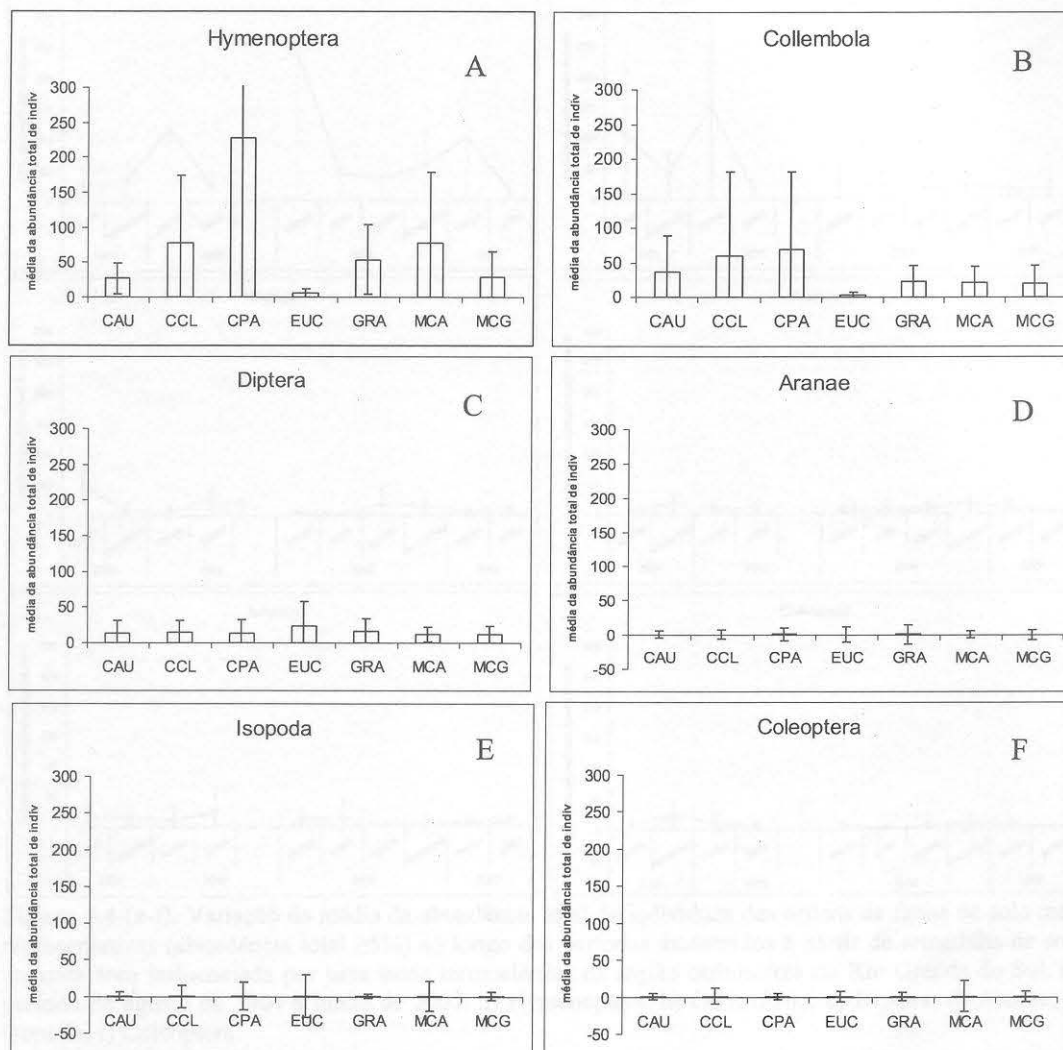 Hymenoptera
A
média da abundância total de indiv
300
250
200
150
100
50
0
CAU CCL CPA EUC GRA MCA MCG
Collembola
B
média da abundância total de indiv
300
250
200
150
100
50
0
CAU CCL CPA EUC GRA MCA MCG
Diptera
C
média da abundância total de indiv
300
250
200
150
100
50
0
CAU CCL CPA EUC GRA MCA MCG
Aranae
D
média da abundância total de indiv
300
250
200
150
100
50
0
-50
CAU CCL CPA EUC GRA MCA MCG
Isopoda
E
média da abundância total de indiv
300
250
200
150
100
50
0
-50
CAU CCL CPA EUC GRA MCA MCG
Coleoptera
F
média da abundância total de indiv
300
250
200
150
100
50
0
-50
CAU CCL CPA EUC GRA MCA MCG